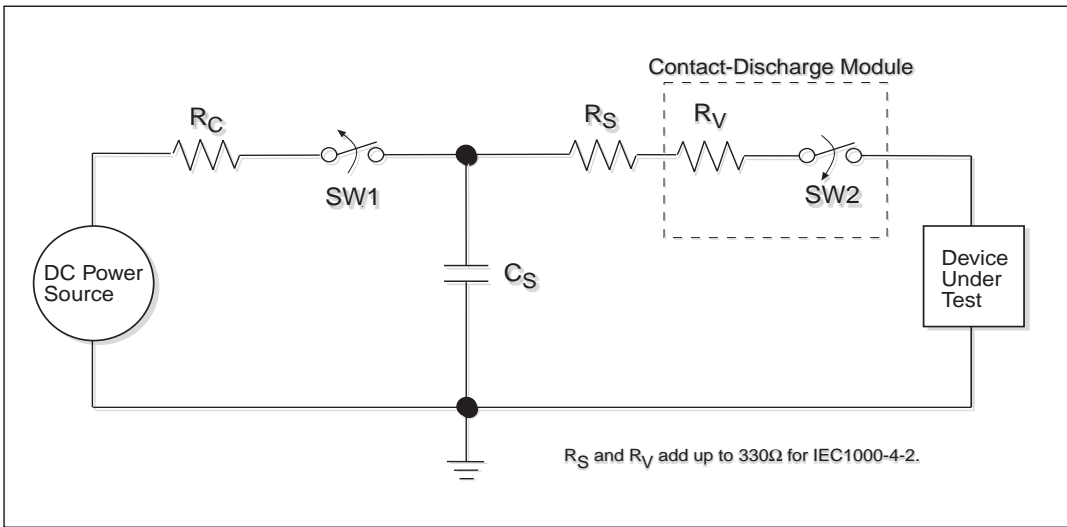 Contact-Discharge Module
RC
RS
RV
SW1
SW2
DC Power
Source
CS
Device
Under
Test
RS and RV add up to 330Ω for IEC1000-4-2.